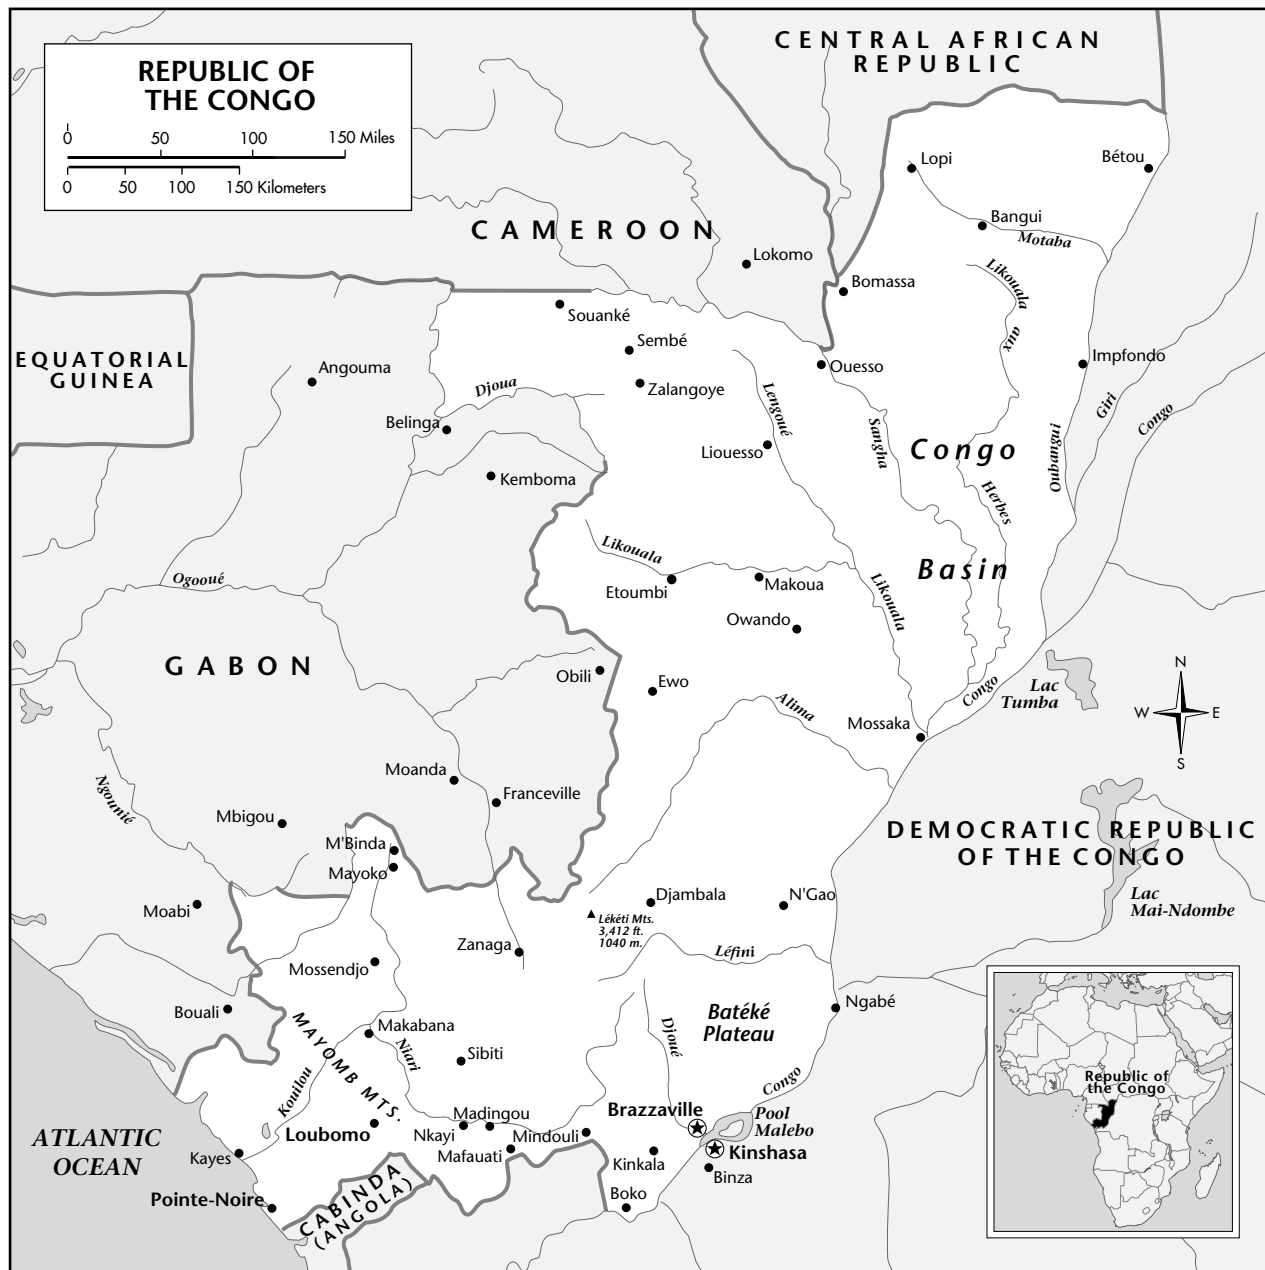 REPUBLIC OF
THE CONGO
0 50 100 150 Miles
0 50 100 150 Kilometers
CENTRAL AFRICAN
REPUBLIC
Lopi
Bétou
Bangui
Motaba
CAMEROON
Lokomo
Bomassa
Likouala
aux
Souanké
Sembé
EQUATORIAL
GUINEA
Angouma
Djoua
Zalangoye
Ouesso
Impfondo
Giri
Congo
Belinga
Lengoué
Sangha
Liouesso
Congo
Oubangui
Kemboma
Herbes
Likouala
Ogooué
Etoumbi
Makoua
Likouala
Basin
Owando
GABON
Obili
Ewo
Alima
Congo
Lac
Tumba
N
W E
S
Mossaka
Moanda
Franceville
Ngounié
Mbigou
M'Binda
Mayoko
DEMOCRATIC REPUBLIC
OF THE CONGO
Moabi
Djambala
N'Gao
Lac
Mai-Ndombe
Lékéti Mts.
3,412 ft.
1040 m.
Zanaga
Léfini
Mossendjo
Bouali
Ngabé
MAYOMB MTS.
Makabana
Niari
Sibiti
Djoué
Batéké
Plateau
Kouilou
Congo
Madingou
Brazzaville
Pool
Malebo
Loubomo
Nkayi
Mindouli
ATLANTIC
OCEAN
Kayes
Mafauati
Kinkala
Kinshasa
Binza
Pointe-Noire
CABINDA
(ANGOLA)
Boko
Republic of
the Congo